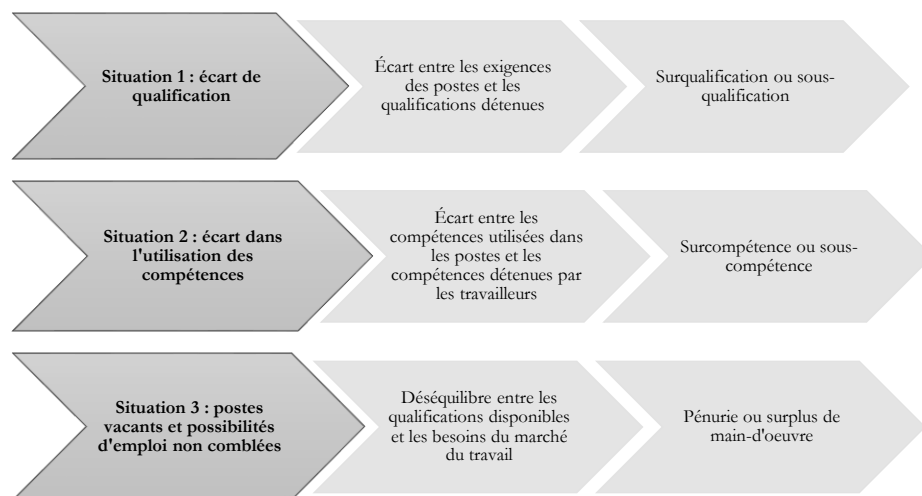 Situation 1 : écart de
qualification
Écart entre les exigences
des postes et les
qualifications détenues
Surqualification ou sous-
qualification
Situation 2 : écart dans
l'utilisation des
compétences
Écart entre les
compétences utilisées dans
les postes et les
compétences détenues par
les travailleurs
Surcompétence ou sous-
compétence
Situation 3 : postes
vacants et possibilités
d'emploi non comblées
Déséquilibre entre les
qualifications disponibles
et les besoins du marché
du travail
Pénurie ou surplus de
main-d'oeuvre